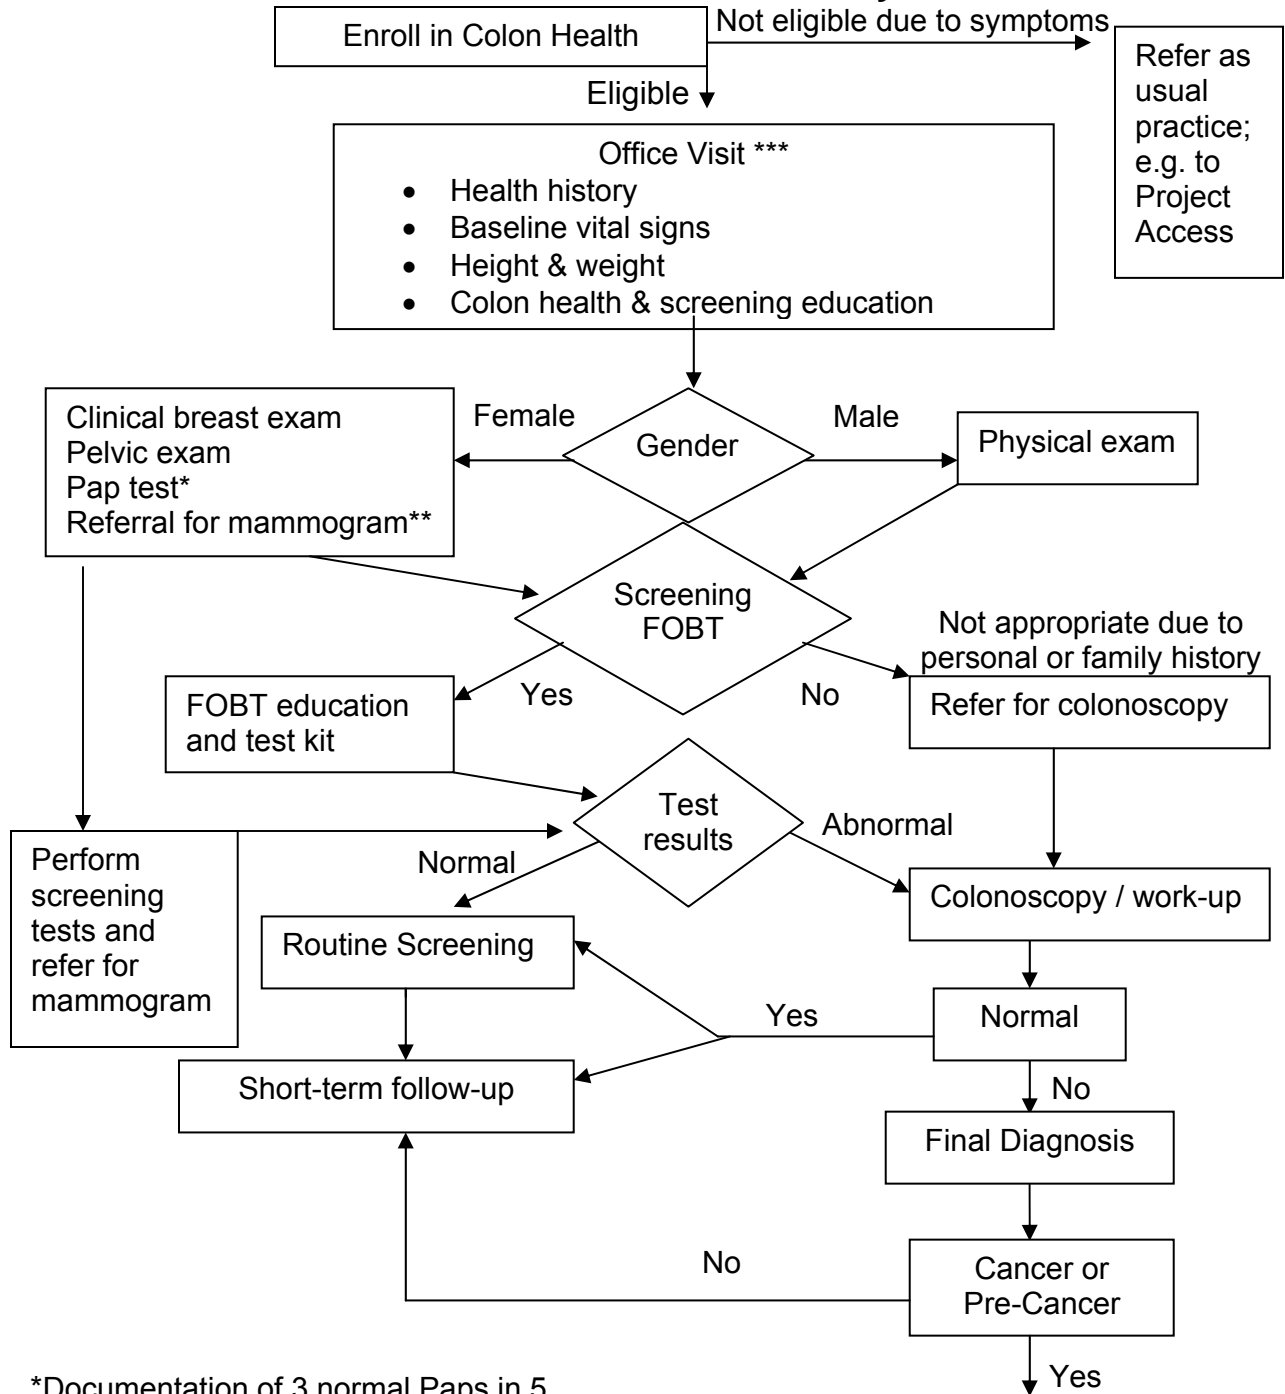 Enroll in Colon Health
Not eligible due to symptoms
Refer as
usual
practice;
e.g. to
Project
Access
Eligible
Office Visit ***
• Health history
• Baseline vital signs
• Height & weight
• Colon health & screening education
Clinical breast exam
Pelvic exam
Pap test*
Referral for mammogram**
Female
Gender
Male
Physical exam
Screening
FOBT
Not appropriate due to
personal or family history
Yes
No
FOBT education
and test kit
Refer for colonoscopy
Test
results
Normal
Abnormal
Perform
screening
tests and
refer for
mammogram
Colonoscopy / work-up
Routine Screening
Yes
Normal
Short-term follow-up
No
Final Diagnosis
No
Cancer or
Pre-Cancer
Yes
*Documentation of 3 normal Paps in 5